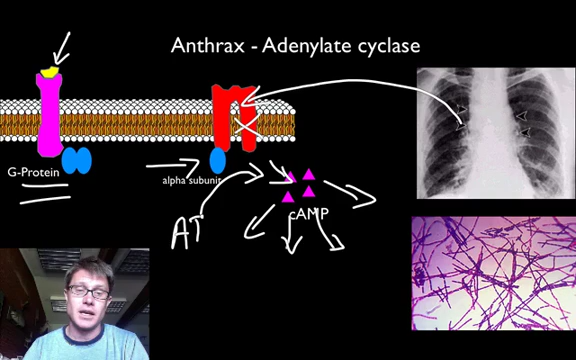 Anthrax - Adenylate cyclase
G-Protein
alpha subunit
cAMP
AT